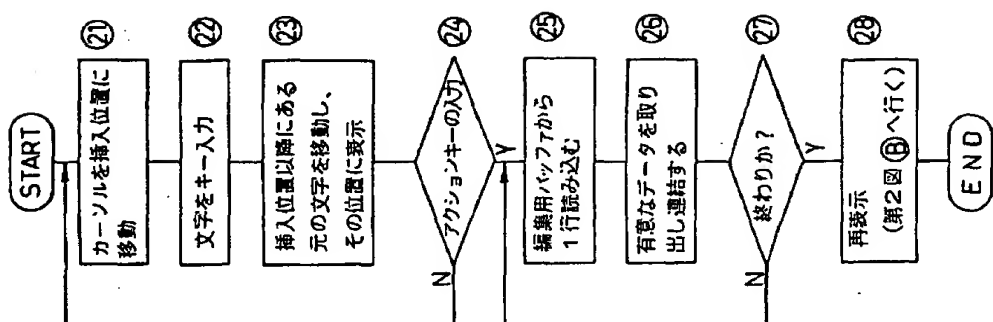 START
㉑
カーソルを挿入位置に
移動
㉒
文字をキー入力
㉓
挿入位置以降にある
元の文字を移動し、
その位置に表示
㉔
アクションキーの入力
N
Y
㉕
編集用バッファから
1行読み込む
㉖
有意なデータを取り
出し連結する
㉗
終わりか?
N
Y
㉘
再表示
(第2図Ⓑへ行く)
END